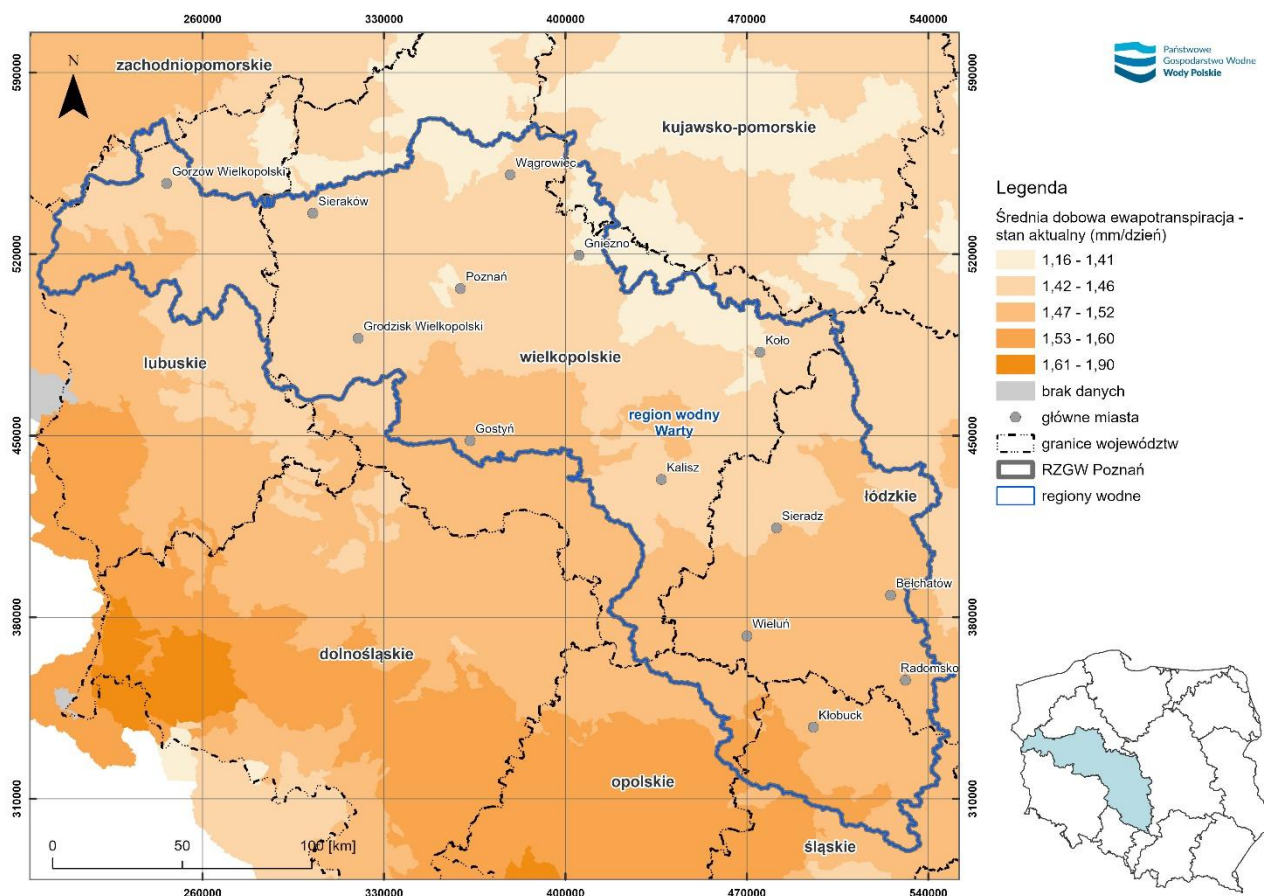 260000 330000 400000 470000 540000
590000
520000
450000
380000
310000
590000
520000
450000
380000
310000
N
zachodniopomorskie
kujawsko-pomorskie
Gorzów Wielkopolski
Wągrowiec
Sieraków
Gniezno
Poznań
Grodzisk Wielkopolski
Koło
wielkopolskie
lubuskie
region wodny
Warty
Gostyń
Kalisz
łódzkie
Sieradz
Bełchatów
Wieluń
dolnośląskie
Radomsko
Kłobuck
opolskie
śląskie
0 50 100 [km]
260000 330000 400000 470000 540000
Państwowe
Gospodarstwo Wodne
Wody Polskie
Legenda
Średnia dobowa ewapotranspiracja -
stan aktualny (mm/dzień)
1,16 - 1,41
1,42 - 1,46
1,47 - 1,52
1,53 - 1,60
1,61 - 1,90
brak danych
główne miasta
granice województw
RZGW Poznań
regiony wodne